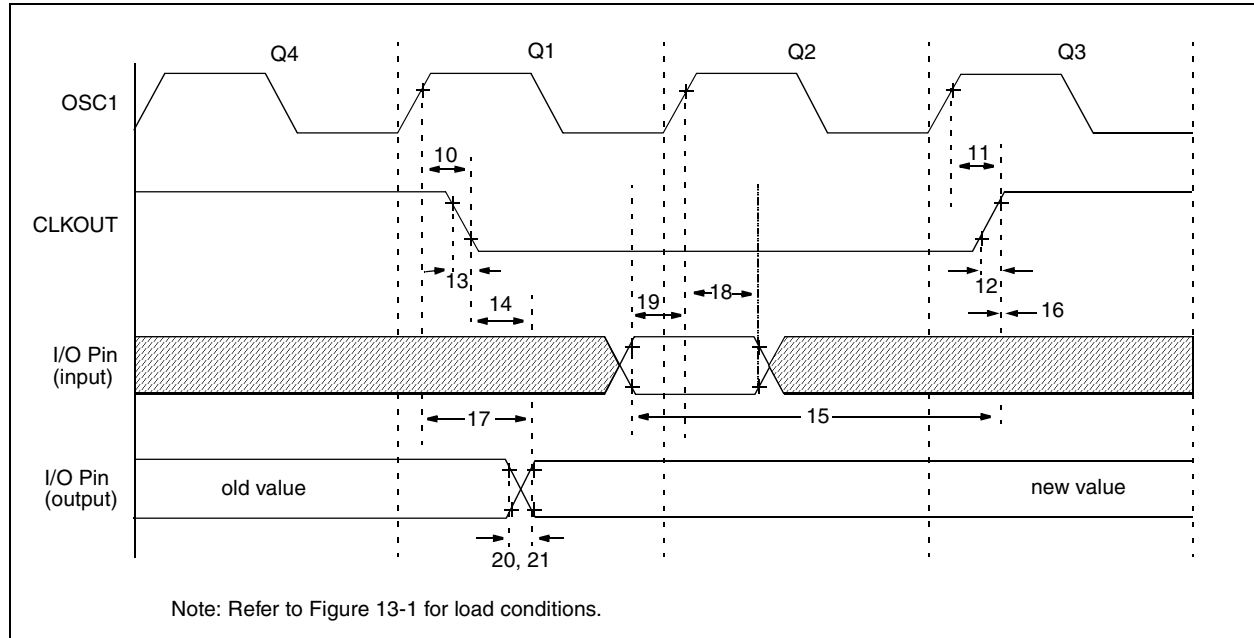 Q4
Q1
Q2
Q3
OSC1
10
11
CLKOUT
13
12
14
19
18
16
I/O Pin
(input)
17
15
I/O Pin
(output)
old value
new value
20, 21
Note: Refer to Figure 13-1 for load conditions.